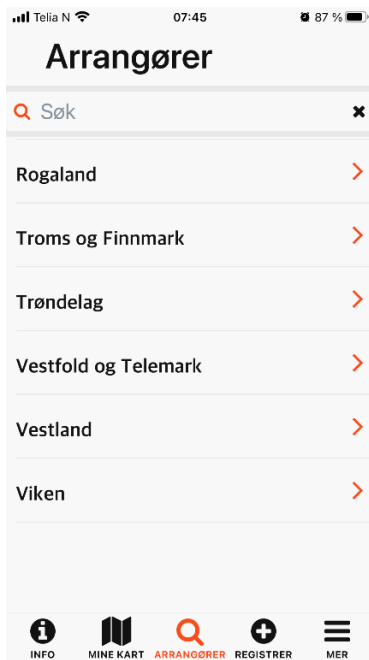 Telia N 07:45 87 %
Arrangører
Søk
Rogaland
Troms og Finnmark
Trøndelag
Vestfold og Telemark
Vestland
Viken
INFO MINE KART ARRANGØRER REGISTRER MER